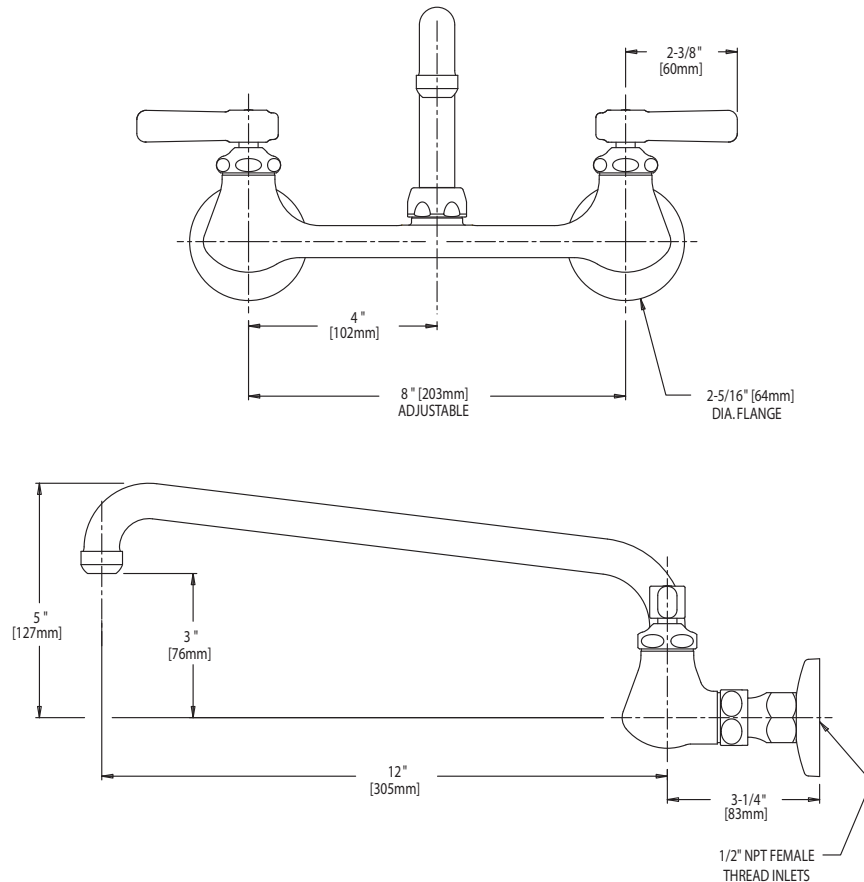 2-3/8"
[60mm]
4 "
[102mm]
8 " [203mm]
ADJUSTABLE
2-5/16" [64mm]
DIA. FLANGE
5 "
[127mm]
3 "
[76mm]
12"
[305mm]
3-1/4"
[83mm]
1/2" NPT FEMALE
THREAD INLETS